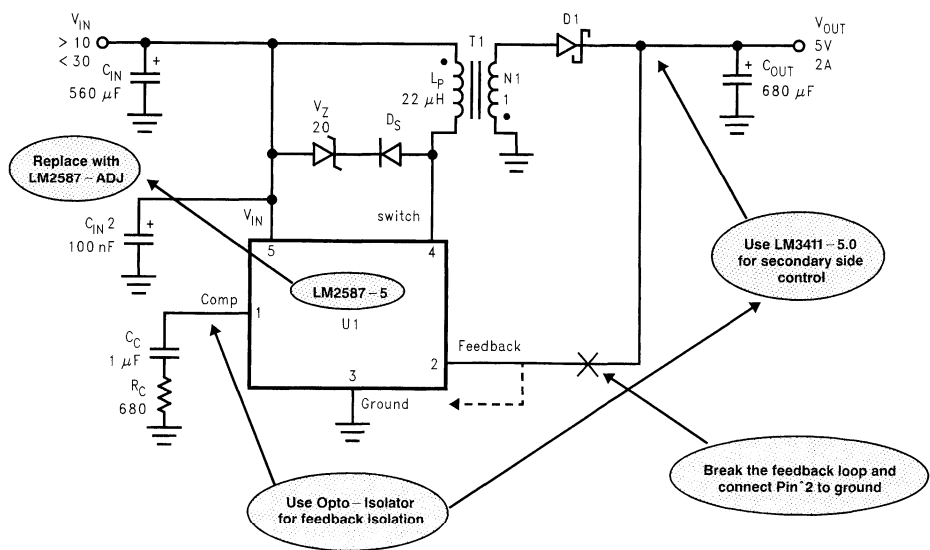 V_IN
> 10
< 30
C_IN
560 µF
+
T1
L_P
22 µH
N1
1
D1
V_OUT
5V
2A
+
C_OUT
680 µF
V_Z
20
D_S
Replace with
LM2587-ADJ
C_IN 2
100 nF
+
V_IN
switch
5
4
LM2587-5
U1
Comp
1
C_C
1 µF
R_C
680
Feedback
2
3
Ground
Use LM3411-5.0
for secondary side
control
Use Opto-Isolator
for feedback isolation
Break the feedback loop and
connect Pin^2 to ground